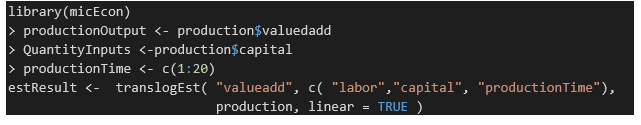 library(micEcon)
> productionOutput <- production$valuedadd
> QuantityInputs <-production$capital
> productionTime <- c(1:20)
estResult <-  translogEst( "valueadd", c( "labor","capital", "productionTime"),
                           production, linear = TRUE )